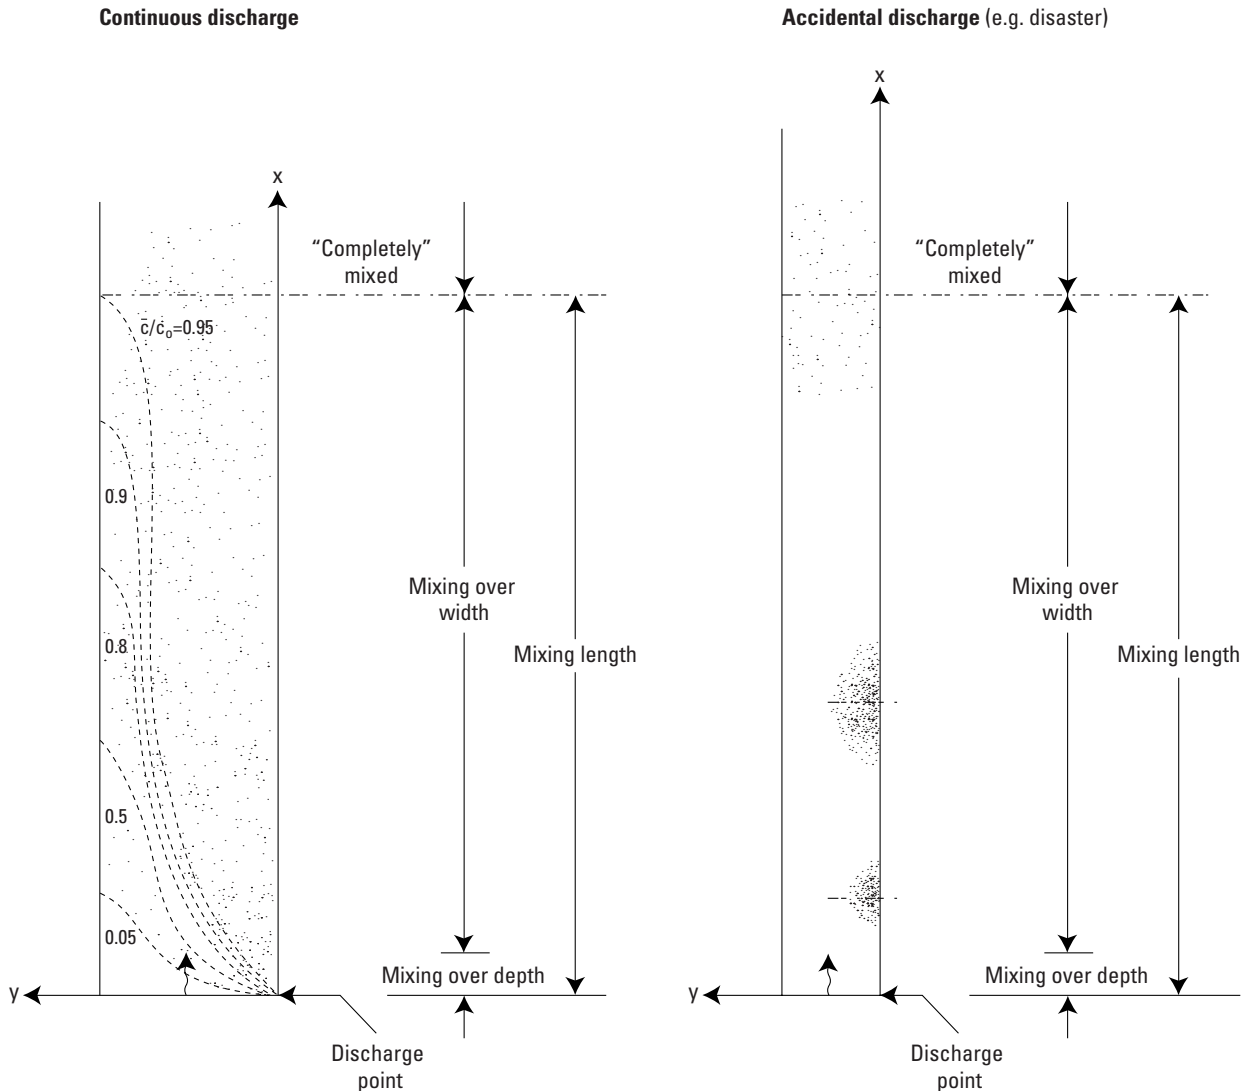 Continuous discharge
x
“Completely”
mixed
c̄/c₀=0.95
0.9
0.8
0.5
0.05
Mixing over
width
Mixing length
Mixing over depth
y
Discharge
point
Accidental discharge (e.g. disaster)
x
“Completely”
mixed
Mixing over
width
Mixing length
Mixing over depth
y
Discharge
point